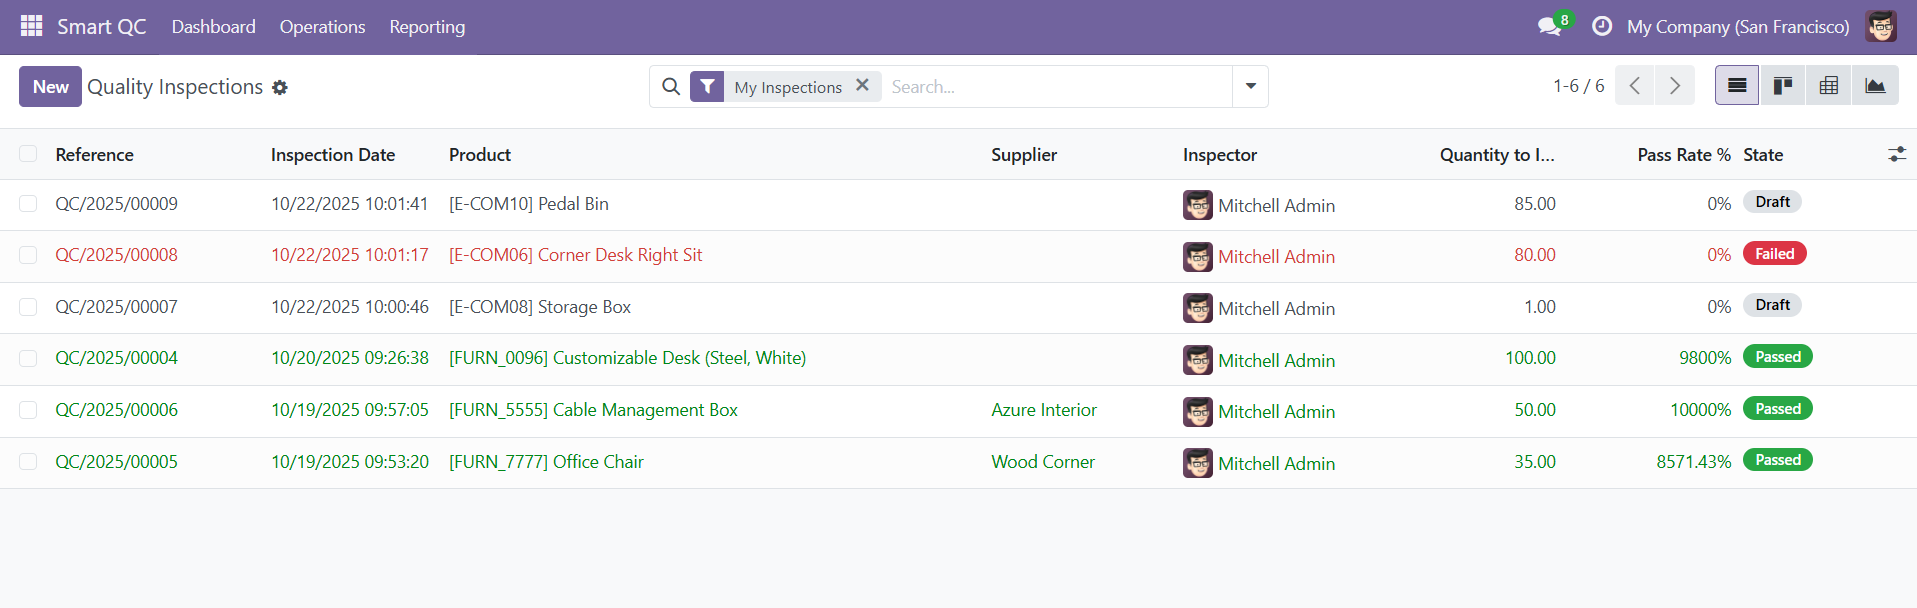 Smart QC Dashboard Operations Reporting 8 My Company (San Francisco)
New Quality Inspections My Inspections Search... 1-6 / 6
Reference Inspection Date Product Supplier Inspector Quantity to I... Pass Rate % State
QC/2025/00009 10/22/2025 10:01:41 [E-COM10] Pedal Bin Mitchell Admin 85.00 0% Draft
QC/2025/00008 10/22/2025 10:01:17 [E-COM06] Corner Desk Right Sit Mitchell Admin 80.00 0% Failed
QC/2025/00007 10/22/2025 10:00:46 [E-COM08] Storage Box Mitchell Admin 1.00 0% Draft
QC/2025/00004 10/20/2025 09:26:38 [FURN_0096] Customizable Desk (Steel, White) Mitchell Admin 100.00 9800% Passed
QC/2025/00006 10/19/2025 09:57:05 [FURN_5555] Cable Management Box Azure Interior Mitchell Admin 50.00 10000% Passed
QC/2025/00005 10/19/2025 09:53:20 [FURN_7777] Office Chair Wood Corner Mitchell Admin 35.00 8571.43% Passed